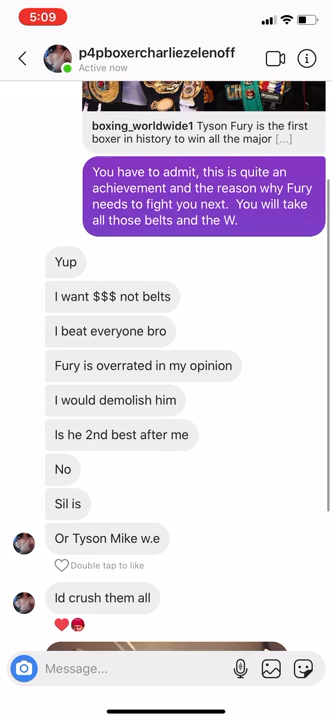 5:09
p4pboxercharliezelenoff
Active now
boxing_worldwide1 Tyson Fury is the first
boxer in history to win all the major [...]
You have to admit, this is quite an
achievement and the reason why Fury
needs to fight you next. You will take
all those belts and the W.
Yup
I want $$$ not belts
I beat everyone bro
Fury is overrated in my opinion
I would demolish him
Is he 2nd best after me
No
Sil is
Or Tyson Mike w.e
Double tap to like
Id crush them all
Message...